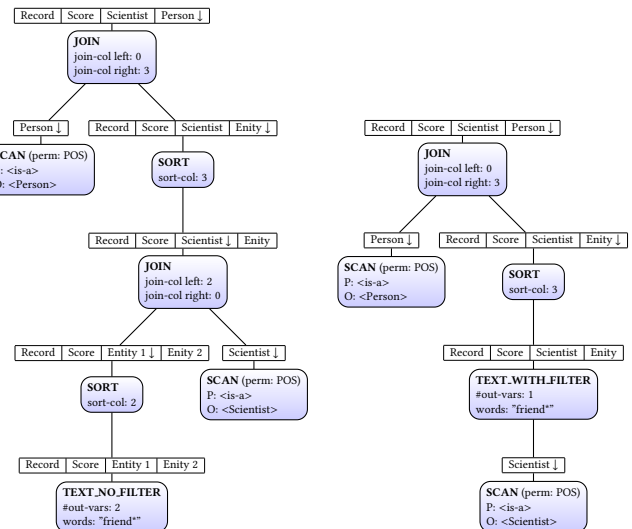 Record Score Scientist Person ↓
JOIN
join-col left: 0
join-col right: 3
Person ↓
Record Score Scientist Enity ↓
CAN (perm: POS)
: <is-a>
: <Person>
SORT
sort-col: 3
Record Score Scientist ↓ Enity
JOIN
join-col left: 2
join-col right: 0
Record Score Entity 1 ↓ Entity 2
Scientist ↓
SORT
sort-col: 2
SCAN (perm: POS)
P: <is-a>
O: <Scientist>
Record Score Entity 1 Entity 2
TEXT_NO_FILTER
#out-vars: 2
words: "friend*"
Record Score Scientist Person ↓
JOIN
join-col left: 0
join-col right: 3
Person ↓
Record Score Scientist Enity ↓
SCAN (perm: POS)
P: <is-a>
O: <Person>
SORT
sort-col: 3
Record Score Scientist Enity
TEXT_WITH_FILTER
#out-vars: 1
words: "friend*"
Scientist ↓
SCAN (perm: POS)
P: <is-a>
O: <Scientist>